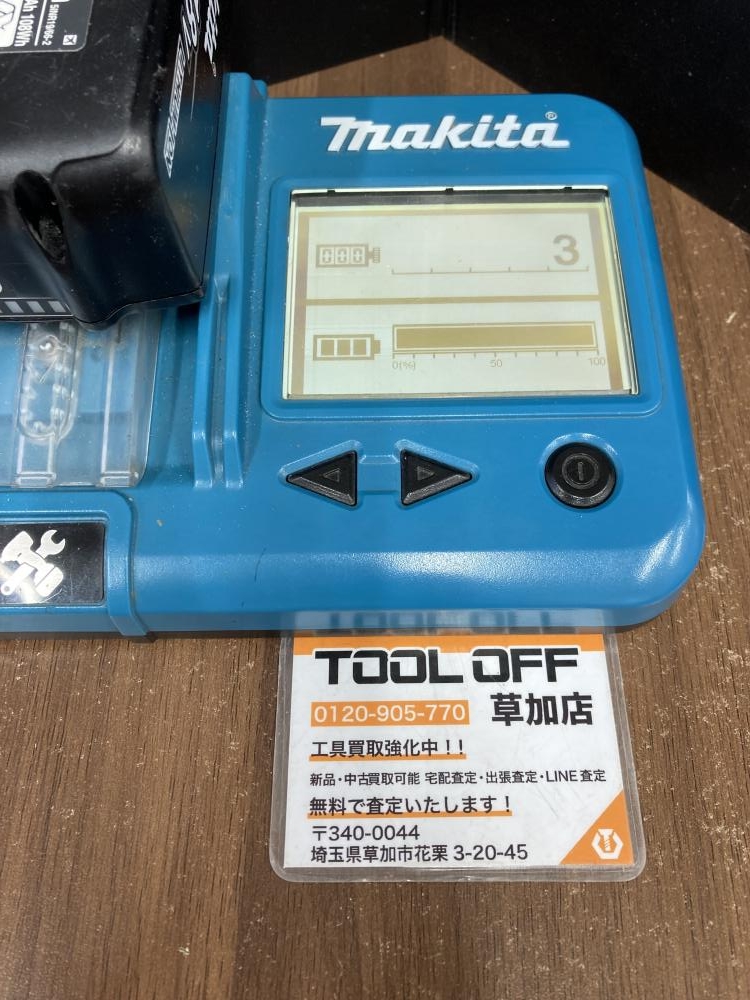 108Wh
makita®
000
3
0(%) 50 100
TOOL OFF
0120-905-770 草加店
工具買取強化中!!
新品・中古買取可能 宅配査定・出張査定・LINE査定
無料で査定いたします!
〒340-0044
埼玉県草加市花栗 3-20-45